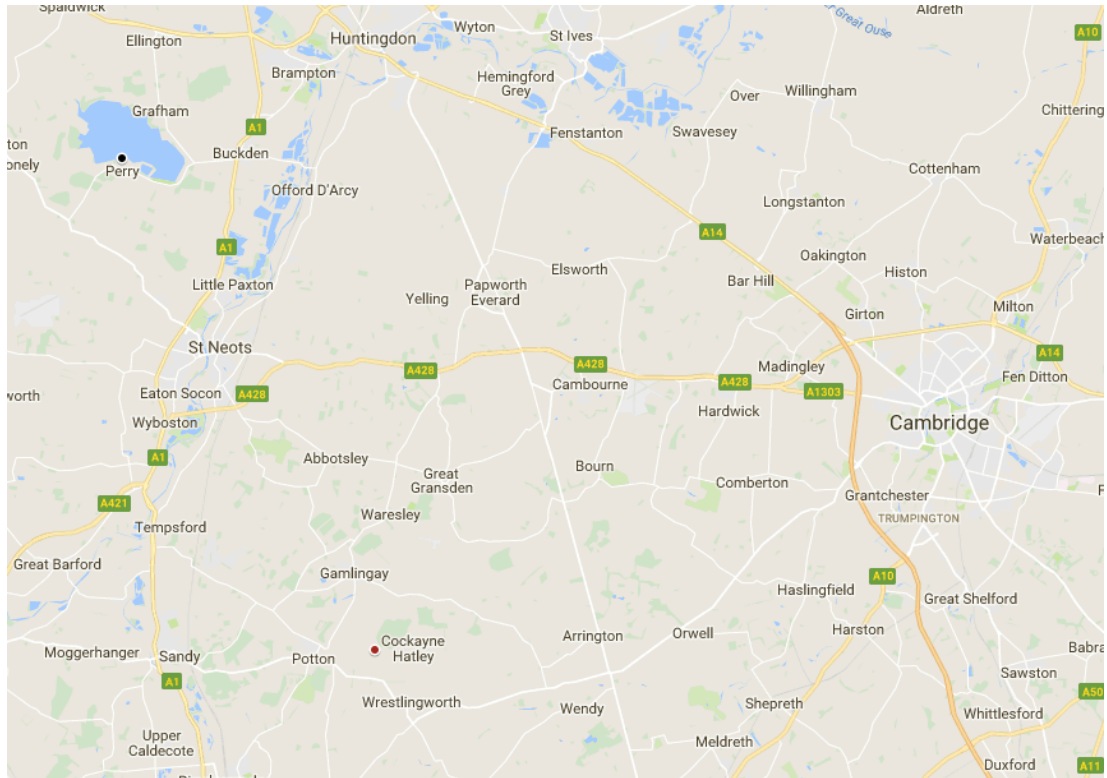 Spaldwick
Ellington
Huntingdon
Wyton
St Ives
Aldreth
Great Ouse
A10
Brampton
Hemingford
Grey
Over
Willingham
Chittering
Grafham
A1
Fenstanton
Swavesey
Buckden
Perry
Offord D'Arcy
Cottenham
Longstanton
A14
Waterbeach
A1
Oakington
Elsworth
Histon
Bar Hill
Little Paxton
Yelling
Papworth
Everard
Girton
Milton
St Neots
A428
A428
Madingley
A14
Fen Ditton
Eaton Socon
A428
Cambourne
A428
A1303
Hardwick
Wyboston
Cambridge
A1
Abbotsley
Great
Gransden
Bourn
Comberton
A421
Waresley
Grantchester
Tempsford
TRUMPINGTON
Great Barford
Gamlingay
A10
Haslingfield
Great Shelford
Cockayne
Hatley
Arrington
Orwell
Harston
Moggerhanger
Sandy
Potton
Sawston
A1
Wrestlingworth
Wendy
Shepreth
Whittlesford
Upper
Caldecote
Meldreth
Duxford
A11